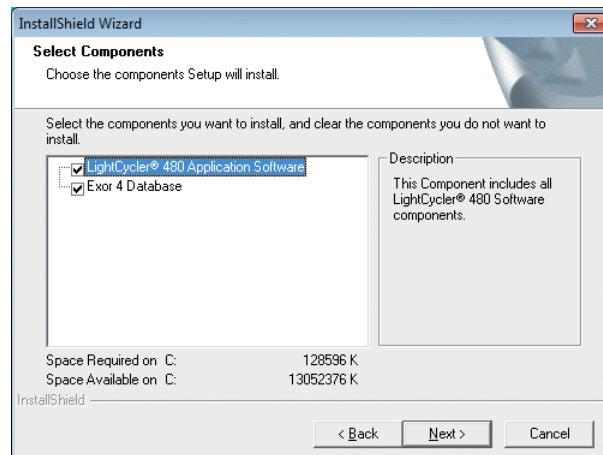 InstallShield Wizard
Select Components
Choose the components Setup will install.
Select the components you want to install, and clear the components you do not want to
install.
LightCycler® 480 Application Software
Exor 4 Database
Description
This Component includes all
LightCycler® 480 Software
components.
Space Required on C: 128596 K
Space Available on C: 13052376 K
InstallShield
< Back Next > Cancel